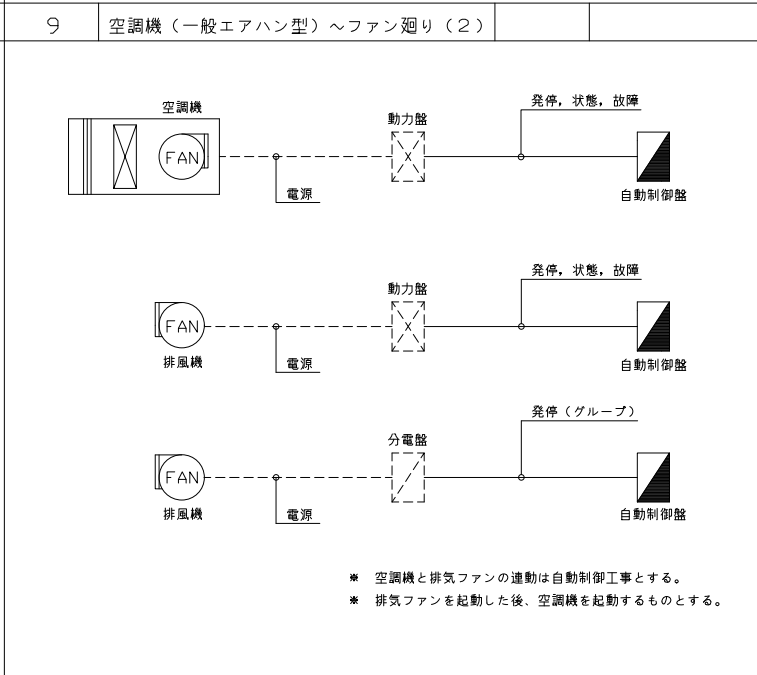 9 空調機（一般エアハン型）～ファン廻り（２）
空調機
FAN
電源
動力盤
発停，状態，故障
自動制御盤
FAN
排風機
電源
動力盤
発停，状態，故障
自動制御盤
FAN
排風機
電源
分電盤
発停（グループ）
自動制御盤
※ 空調機と排気ファンの連動は自動制御工事とする。
※ 排気ファンを起動した後、空調機を起動するものとする。